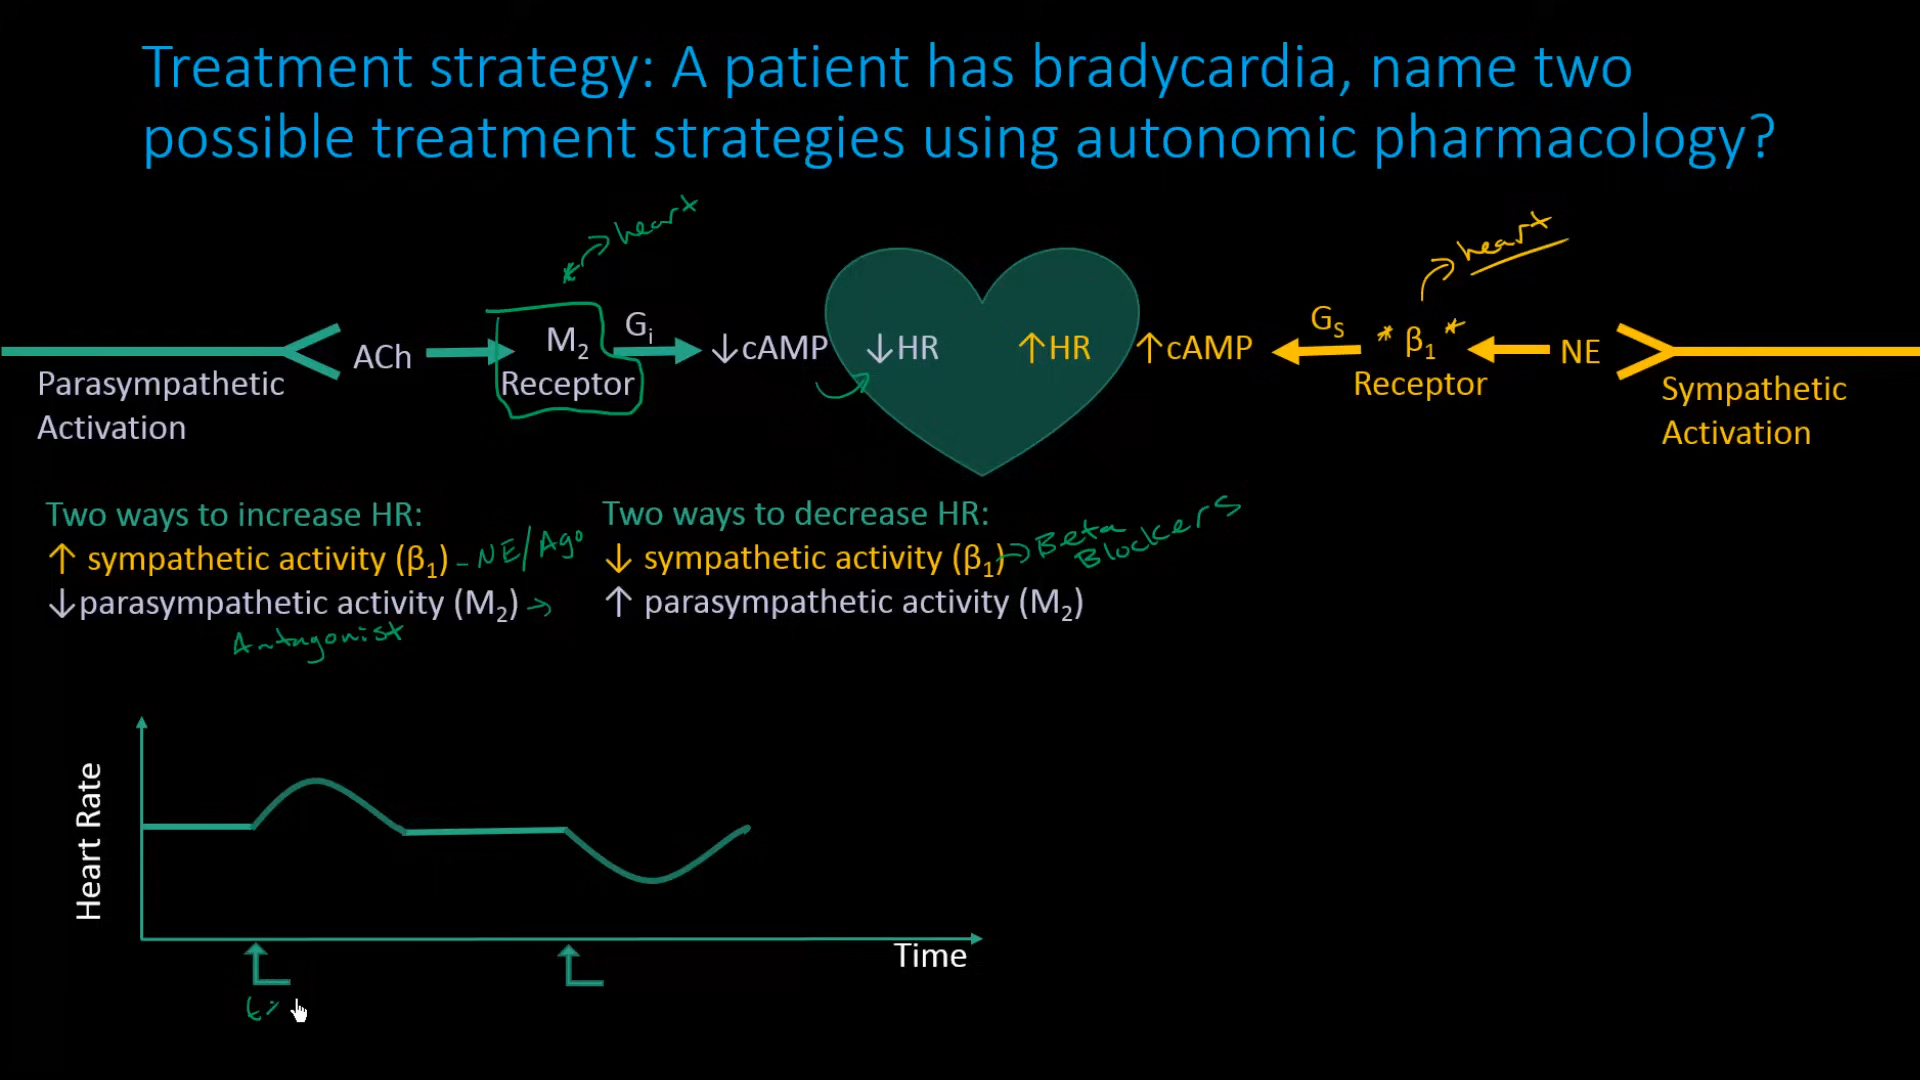 Treatment strategy: A patient has bradycardia, name two
possible treatment strategies using autonomic pharmacology?
heart
heart
Parasympathetic
Activation
ACh
M₂
Receptor
Gᵢ
↓cAMP
↓HR
↑HR
↑cAMP
Gₛ
* β₁ *
Receptor
NE
Sympathetic
Activation
Two ways to increase HR:
↑ sympathetic activity (β₁) - NE/Ago
↓parasympathetic activity (M₂) →
Antagonist
Two ways to decrease HR:
↓ sympathetic activity (β₁) → Beta
Blockers
↑ parasympathetic activity (M₂)
Heart Rate
Time